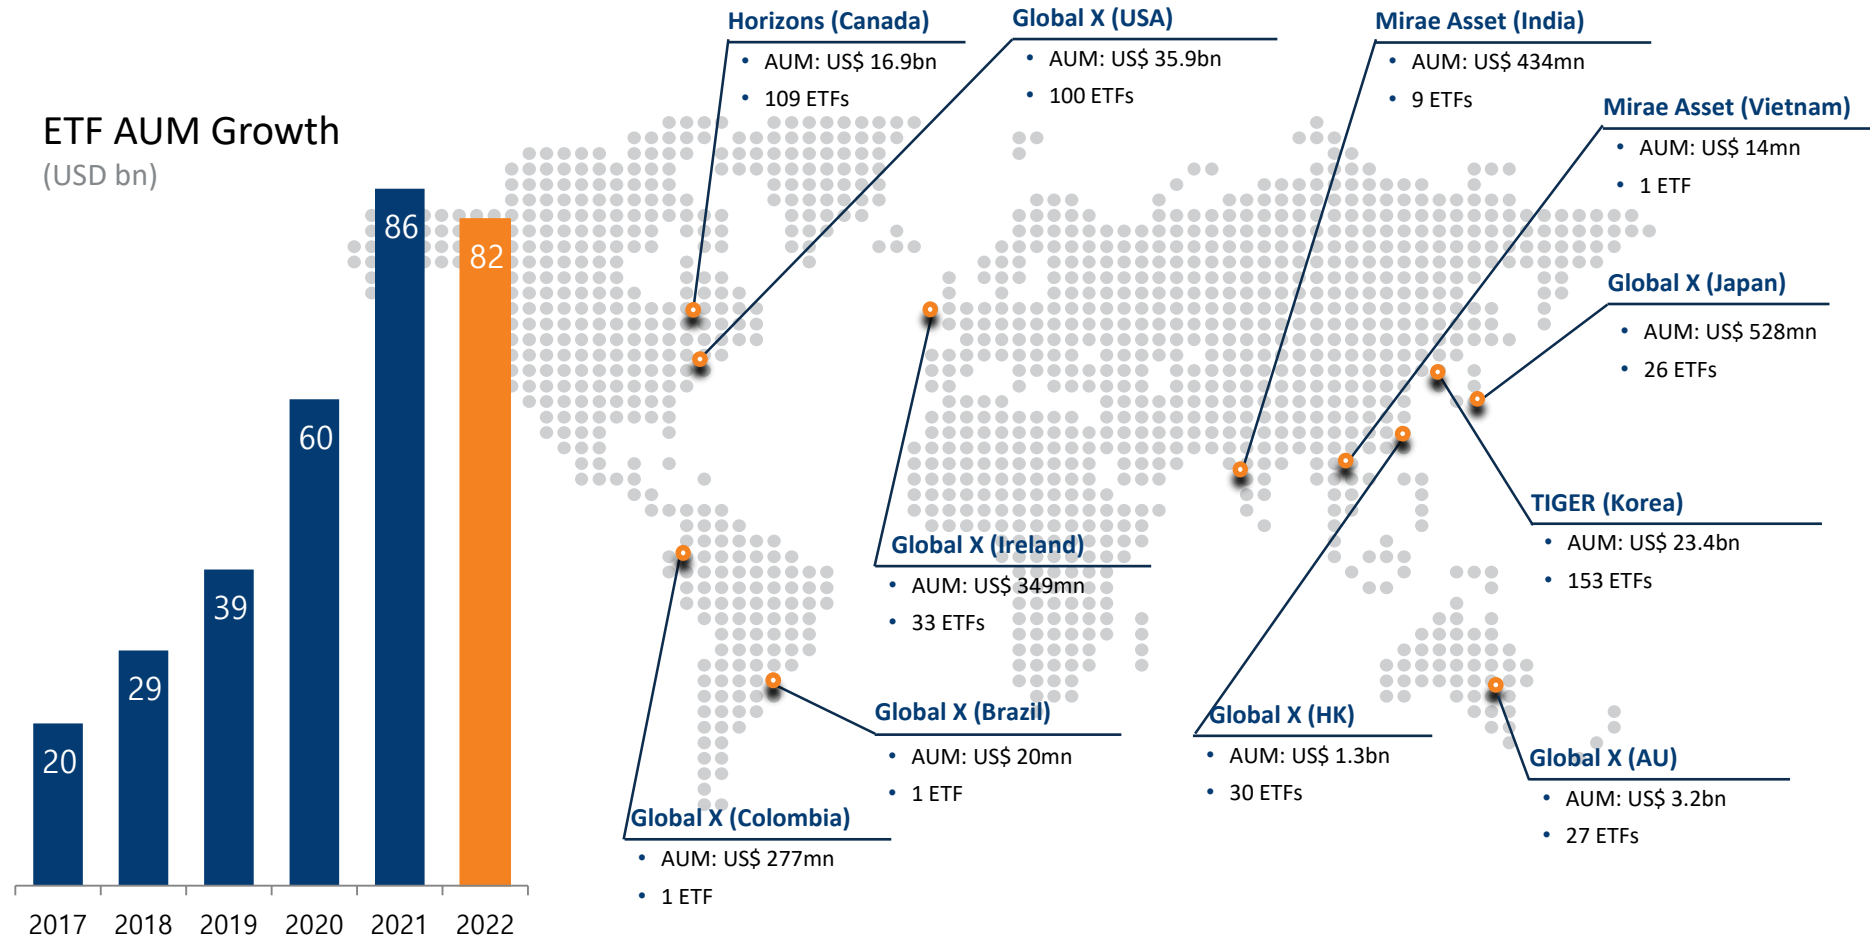 ETF AUM Growth
(USD bn)
20
29
39
60
86
82
2017
2018
2019
2020
2021
2022
Horizons (Canada)
• AUM: US$ 16.9bn
• 109 ETFs
Global X (USA)
• AUM: US$ 35.9bn
• 100 ETFs
Mirae Asset (India)
• AUM: US$ 434mn
• 9 ETFs
Mirae Asset (Vietnam)
• AUM: US$ 14mn
• 1 ETF
Global X (Japan)
• AUM: US$ 528mn
• 26 ETFs
TIGER (Korea)
• AUM: US$ 23.4bn
• 153 ETFs
Global X (Ireland)
• AUM: US$ 349mn
• 33 ETFs
Global X (Brazil)
• AUM: US$ 20mn
• 1 ETF
Global X (HK)
• AUM: US$ 1.3bn
• 30 ETFs
Global X (AU)
• AUM: US$ 3.2bn
• 27 ETFs
Global X (Colombia)
• AUM: US$ 277mn
• 1 ETF